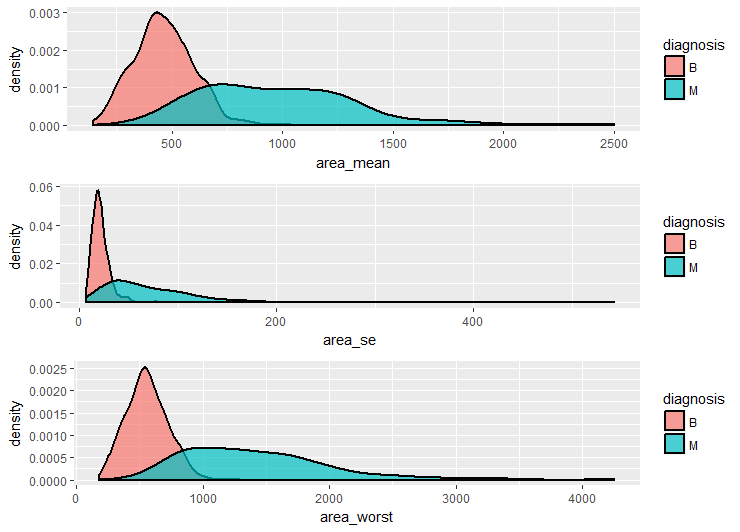 0.003
0.002
0.001
0.000
density
500
1000
1500
2000
2500
area_mean
diagnosis
B
M
0.06
0.04
0.02
0.00
density
0
200
400
area_se
diagnosis
B
M
0.0025
0.0020
0.0015
0.0010
0.0005
0.0000
density
0
1000
2000
3000
4000
area_worst
diagnosis
B
M